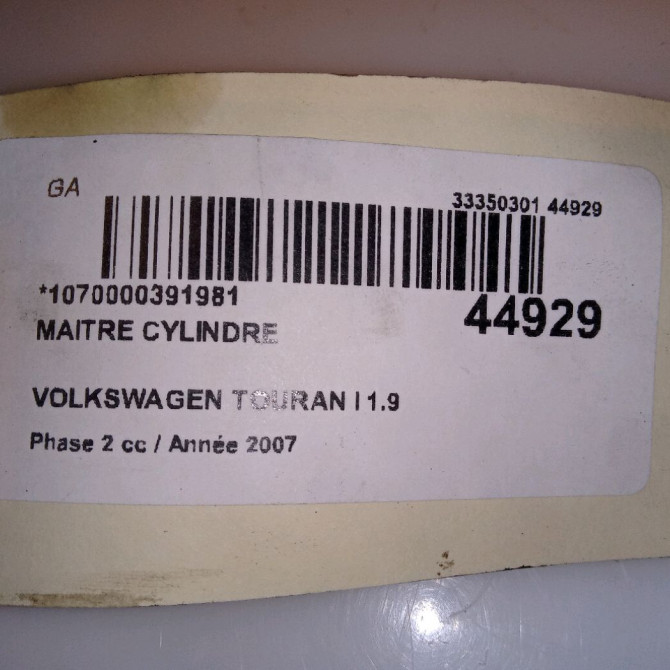 GA
33350301 44929
*1070000391981
44929
MAITRE CYLINDRE
VOLKSWAGEN TOURAN I 1.9
Phase 2 cc / Année 2007